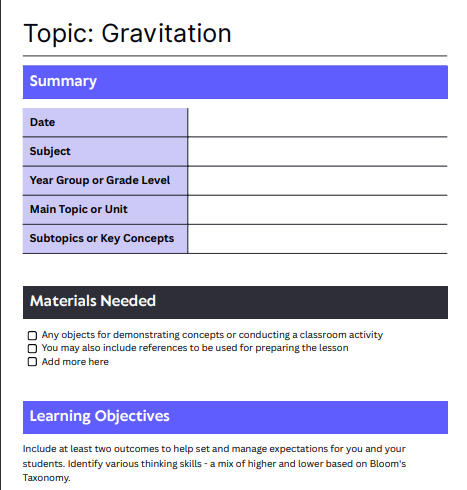 Topic: Gravitation
Summary
Date
Subject
Year Group or Grade Level
Main Topic or Unit
Subtopics or Key Concepts
Materials Needed
Any objects for demonstrating concepts or conducting a classroom activity
You may also include references to be used for preparing the lesson
Add more here
Learning Objectives
Include at least two outcomes to help set and manage expectations for you and your
students. Identify various thinking skills - a mix of higher and lower based on Bloom's
Taxonomy.